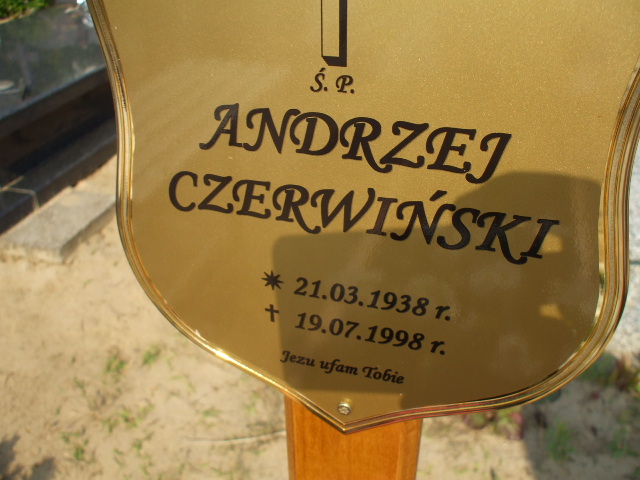 Ś. P.
ANDRZEJ
CZERWIŃSKI
✷ 21.03.1938 r.
✝ 19.07.1998 r.
Jezu ufam Tobie